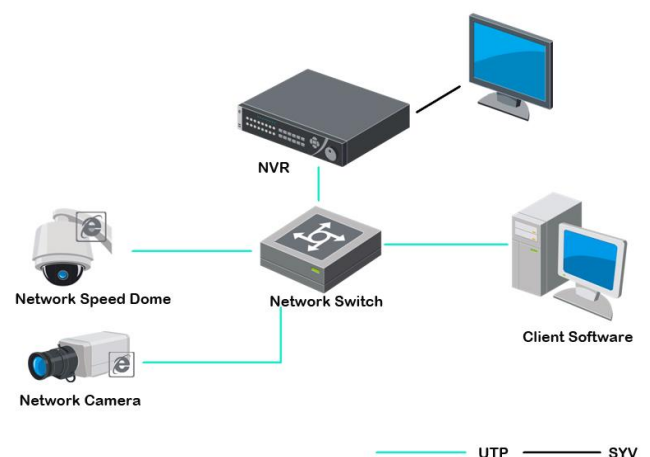 NVR
Network Speed Dome
Network Switch
Client Software
Network Camera
UTP
SYV